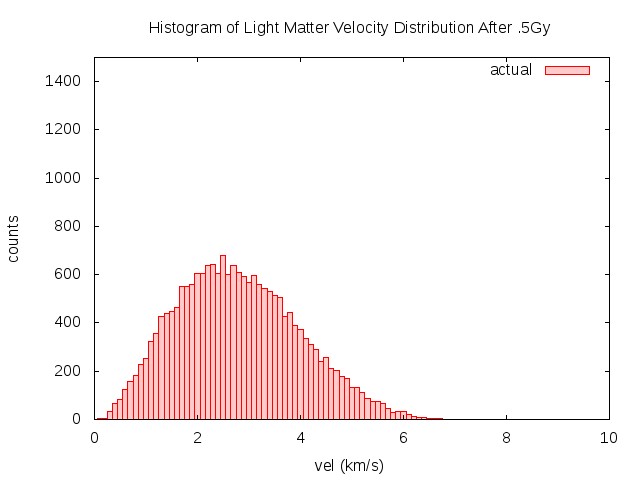 Histogram of Light Matter Velocity Distribution After .5Gy
actual
1400
1200
1000
800
600
400
200
0
counts
0 2 4 6 8 10
vel (km/s)